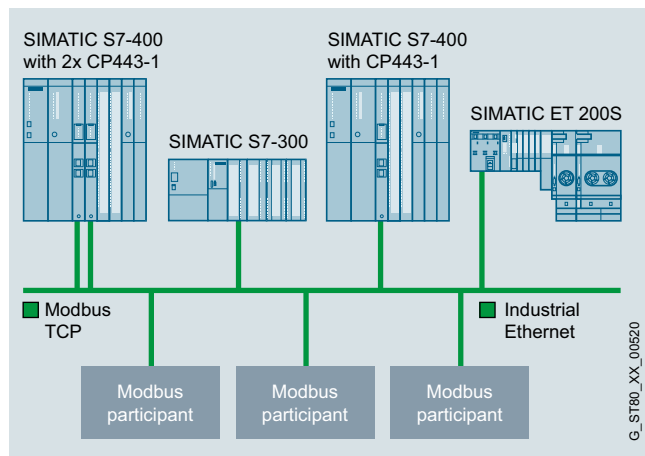 SIMATIC S7-400
with 2x CP443-1
SIMATIC S7-300
SIMATIC S7-400
with CP443-1
SIMATIC ET 200S
Modbus
TCP
Industrial
Ethernet
Modbus
participant
Modbus
participant
Modbus
participant
G_ST80_XX_00520